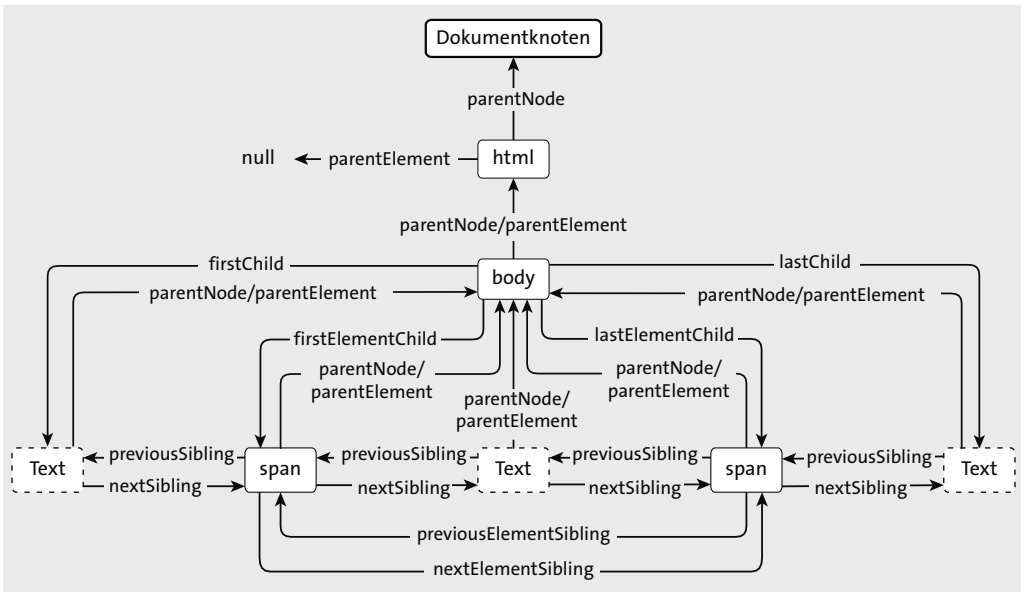 Dokumentknoten
parentNode
null
parentElement
html
parentNode/parentElement
firstChild
body
lastChild
parentNode/parentElement
parentNode/parentElement
firstElementChild
lastElementChild
parentNode/
parentElement
parentNode/
parentElement
parentNode/
parentElement
Text
previousSibling
nextSibling
span
previousSibling
nextSibling
Text
previousSibling
nextSibling
span
previousSibling
nextSibling
Text
previousElementSibling
nextElementSibling